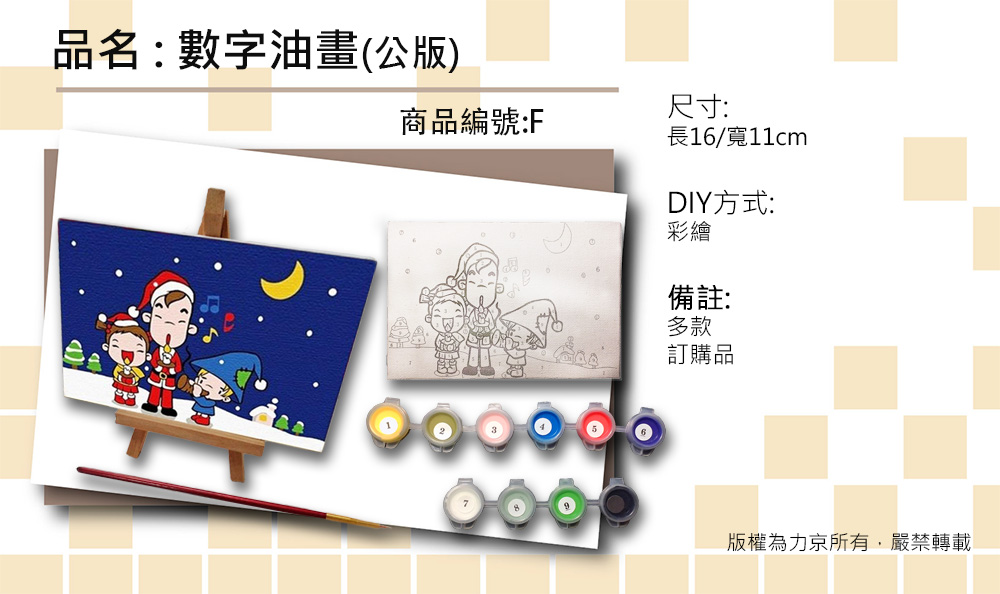 品名 : 數字油畫(公版)
商品編號:F
尺寸:
長16/寬11cm
DIY方式:
彩繪
備註:
多款
訂購品
1 2 3 4 5 6
7 8 9
版權為力京所有，嚴禁轉載